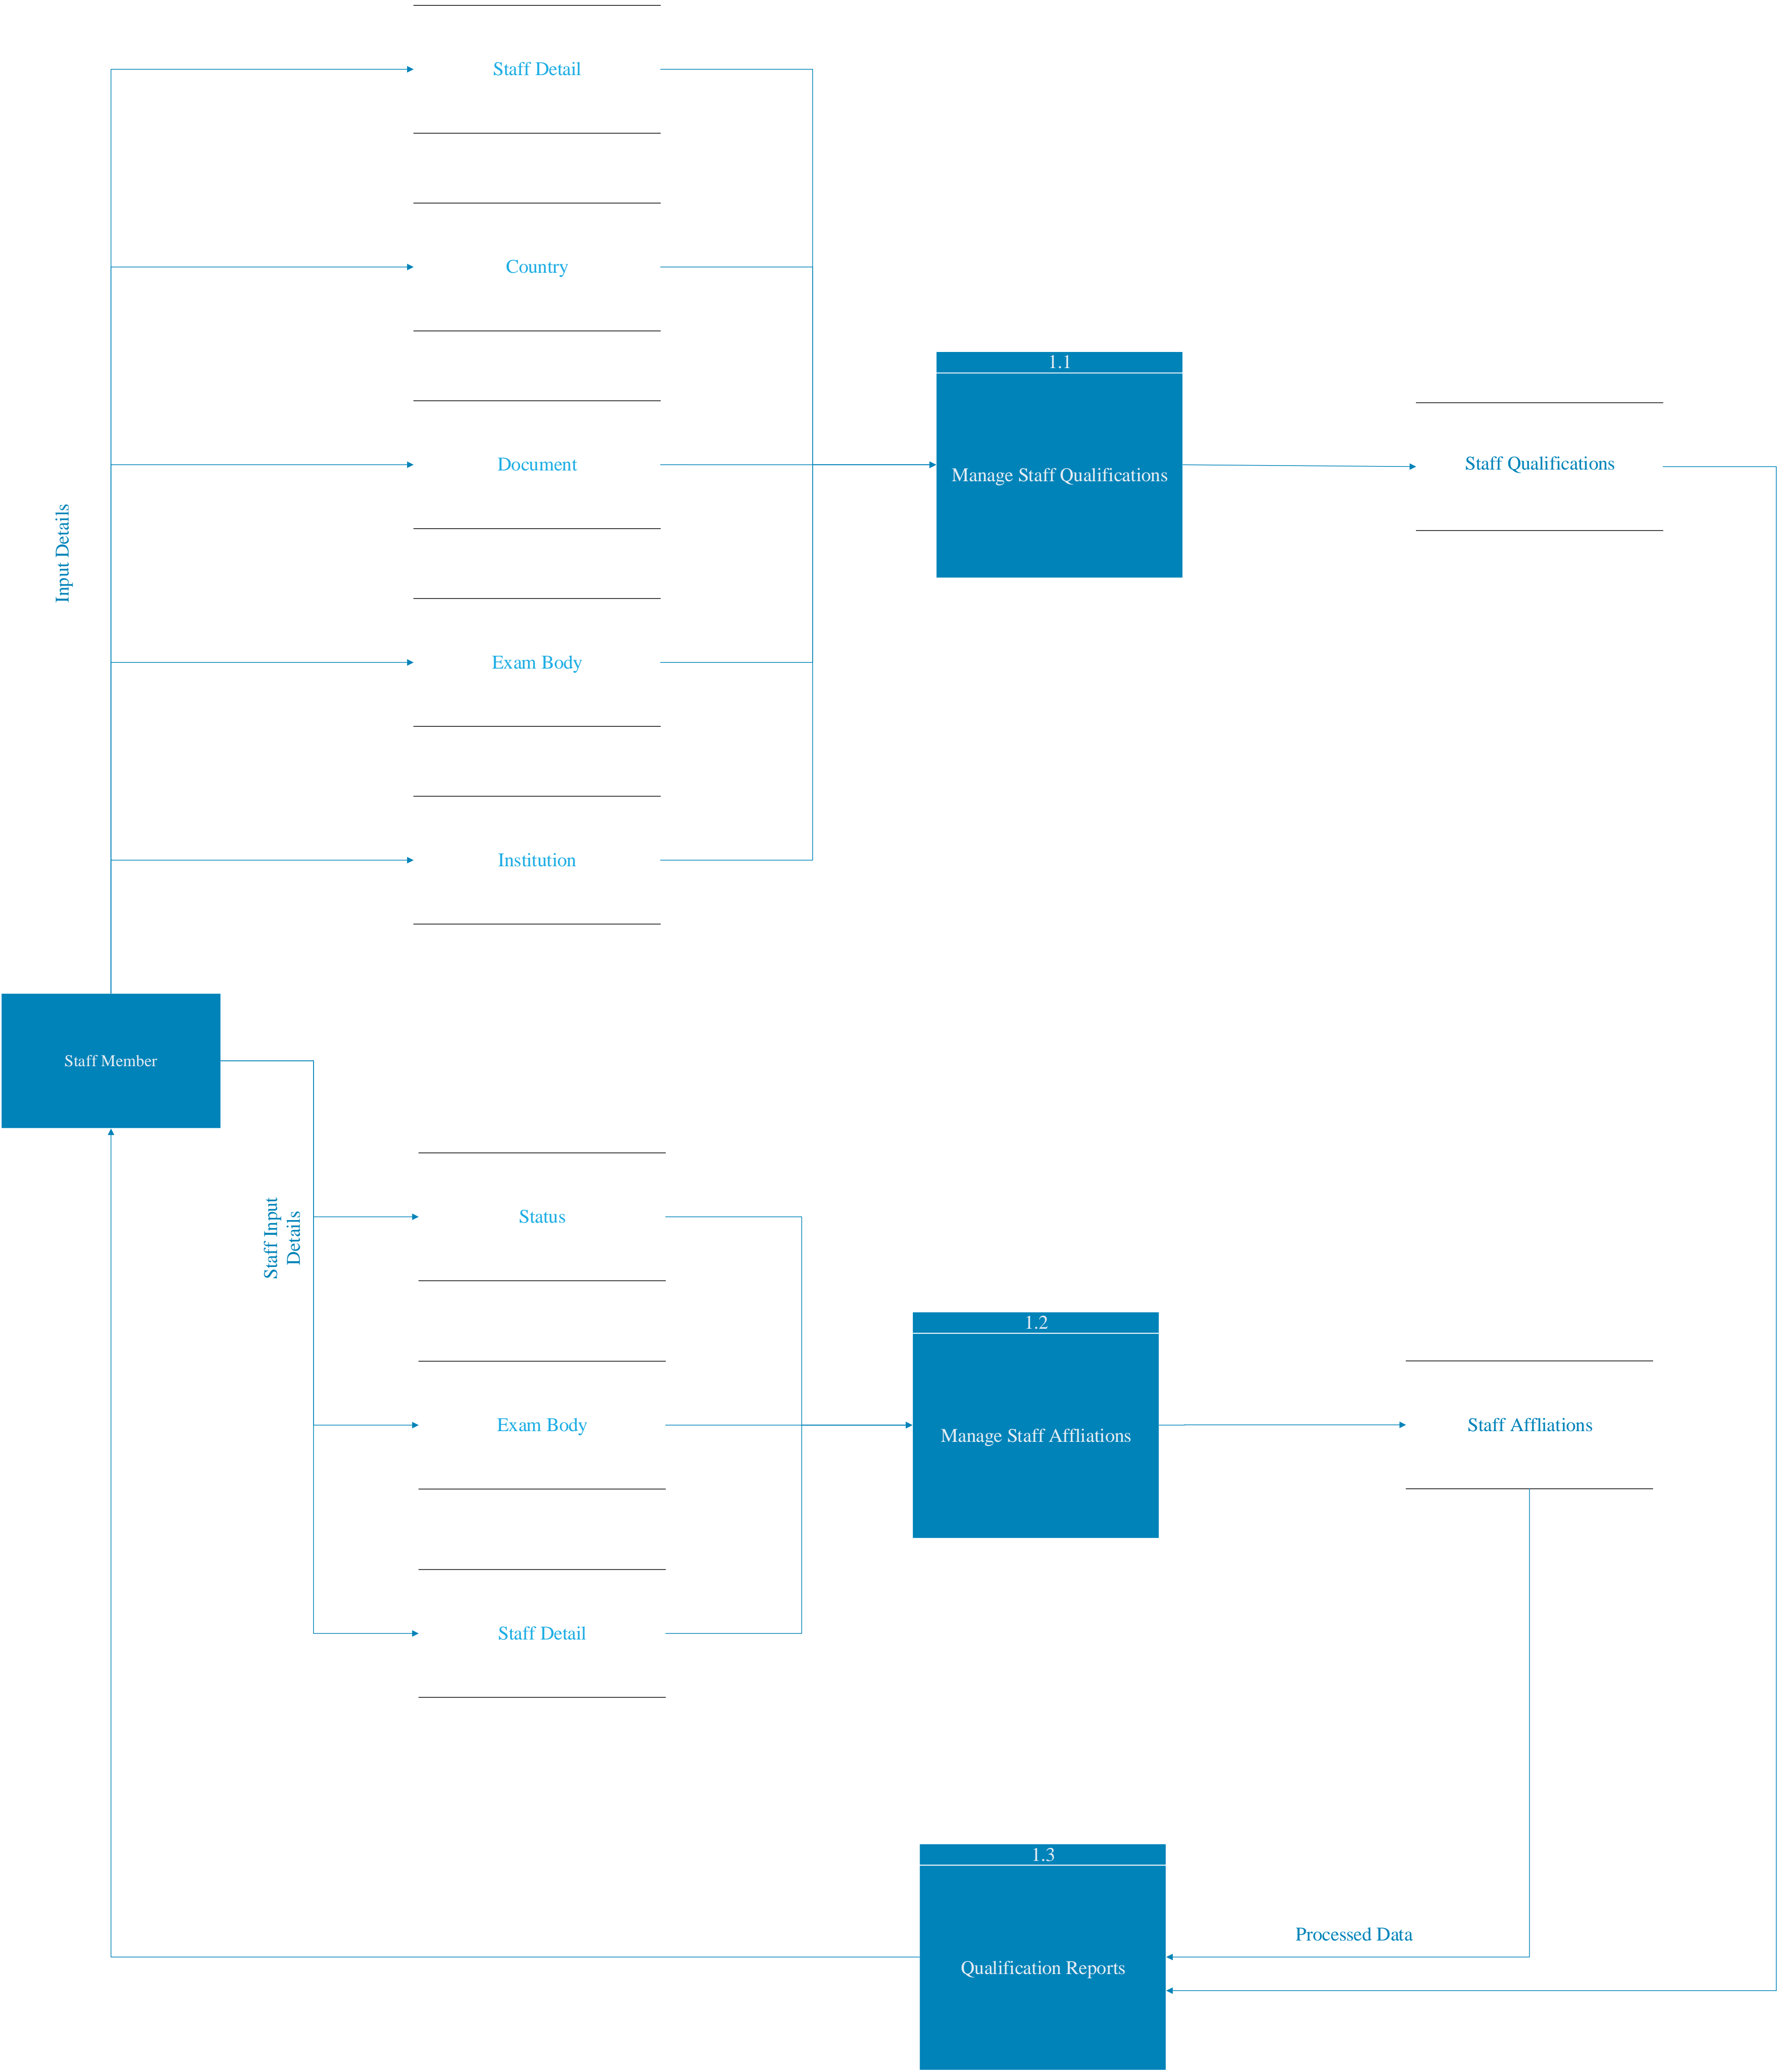 Staff Detail
Country
1.1
Document
Staff Qualifications
Manage Staff Qualifications
Input Details
Exam Body
Institution
Staff Member
Status
Staff Input
Details
1.2
Exam Body
Manage Staff Affliations
Staff Affliations
Staff Detail
1.3
Processed Data
Qualification Reports